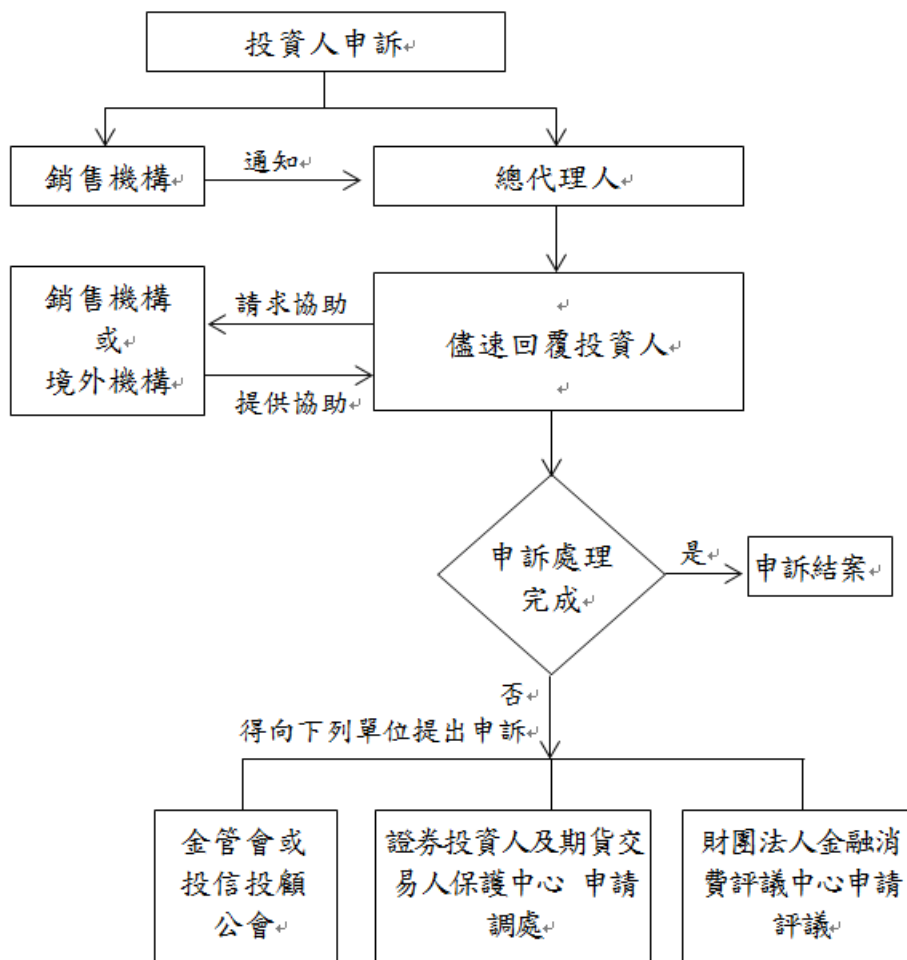 投資人申訴
銷售機構
通知
總代理人
銷售機構
或
境外機構
請求協助
提供協助
儘速回覆投資人
申訴處理
完成
是
申訴結案
否
得向下列單位提出申訴
金管會或
投信投顧
公會
證券投資人及期貨交
易人保護中心 申請
調處
財團法人金融消
費評議中心申請
評議